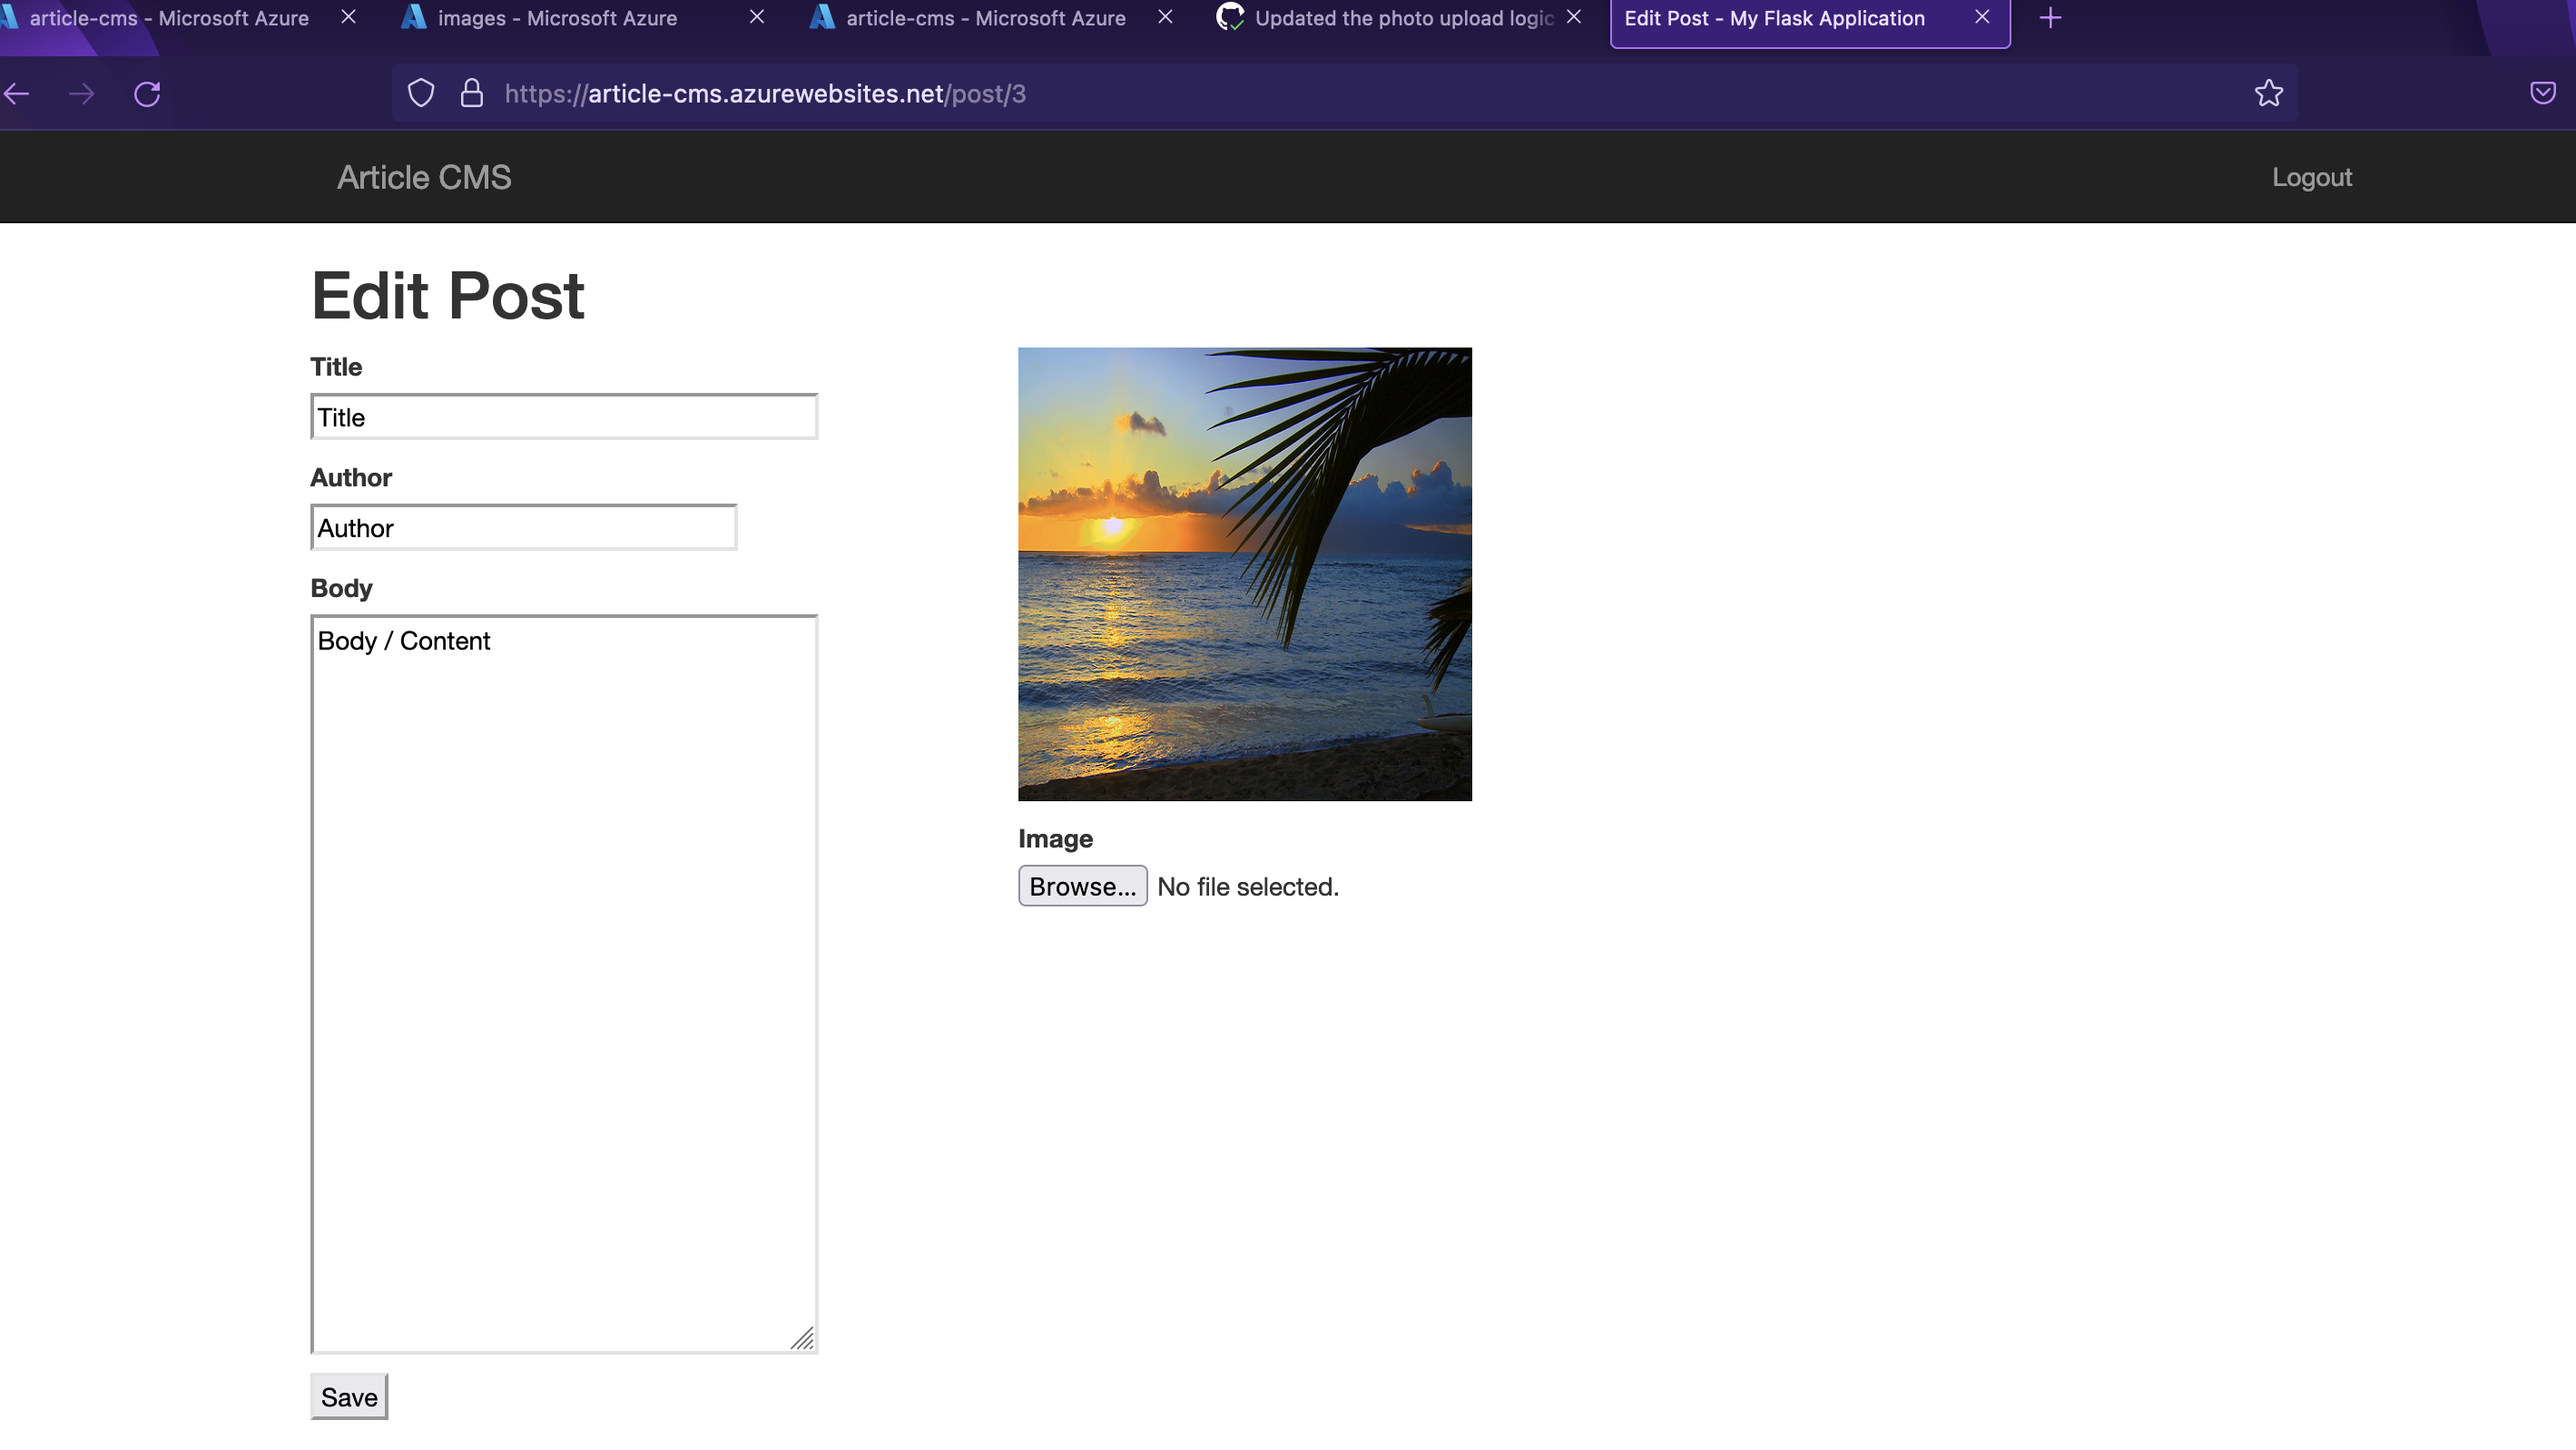 article-cms - Microsoft Azure
images - Microsoft Azure
article-cms - Microsoft Azure
Updated the photo upload logic
Edit Post - My Flask Application
https://article-cms.azurewebsites.net/post/3
Article CMS
Logout
Edit Post
Title
Title
Author
Author
Body
Body / Content
Image
Browse... No file selected.
Save